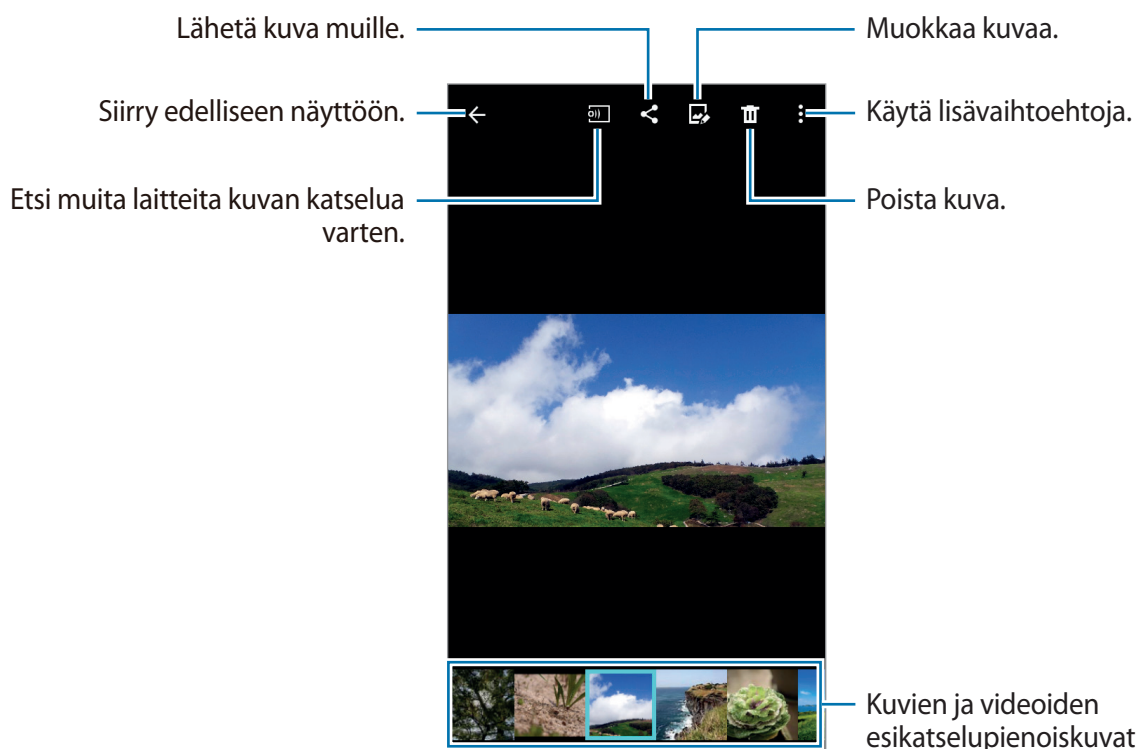 Lähetä kuva muille.
Muokkaa kuvaa.
Siirry edelliseen näyttöön.
Käytä lisävaihtoehtoja.
Etsi muita laitteita kuvan katselua
varten.
Poista kuva.
Kuvien ja videoiden
esikatselupienoiskuvat